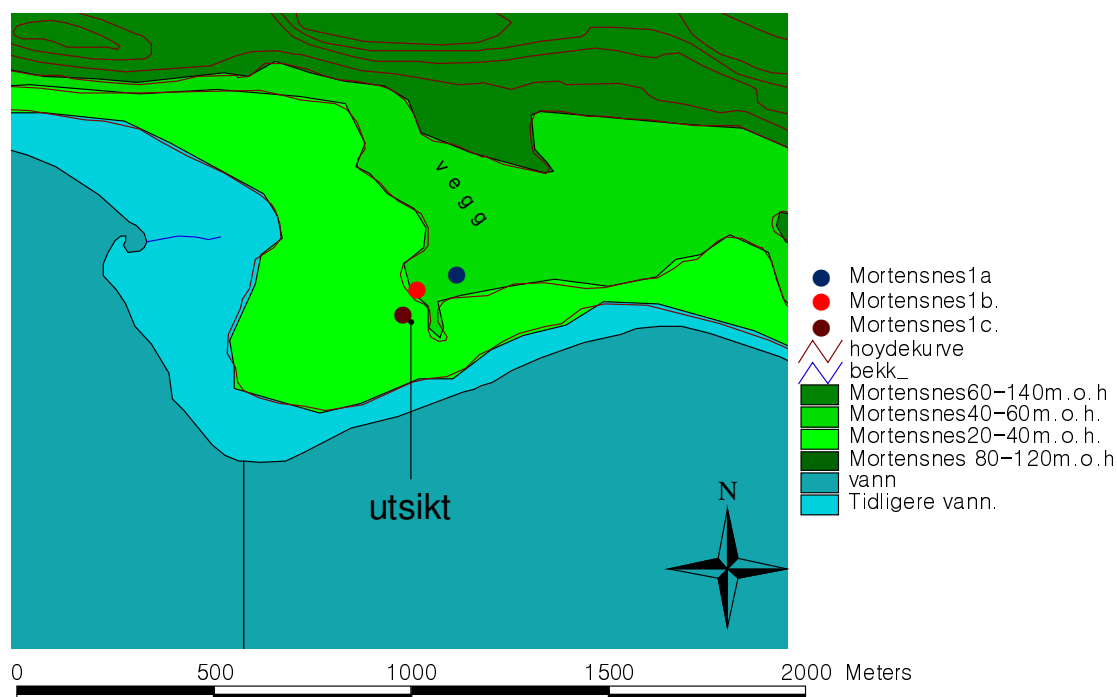 vegg
Mortensnes1a
Mortensnes1b.
Mortensnes1c.
hoydekurve
bekk_
Mortensnes60-140m.o.h
Mortensnes40-60m.o.h.
Mortensnes20-40m.o.h.
Mortensnes 80-120m.o.h
vann
Tidligere vann.
N
utsikt
0 500 1000 1500 2000 Meters